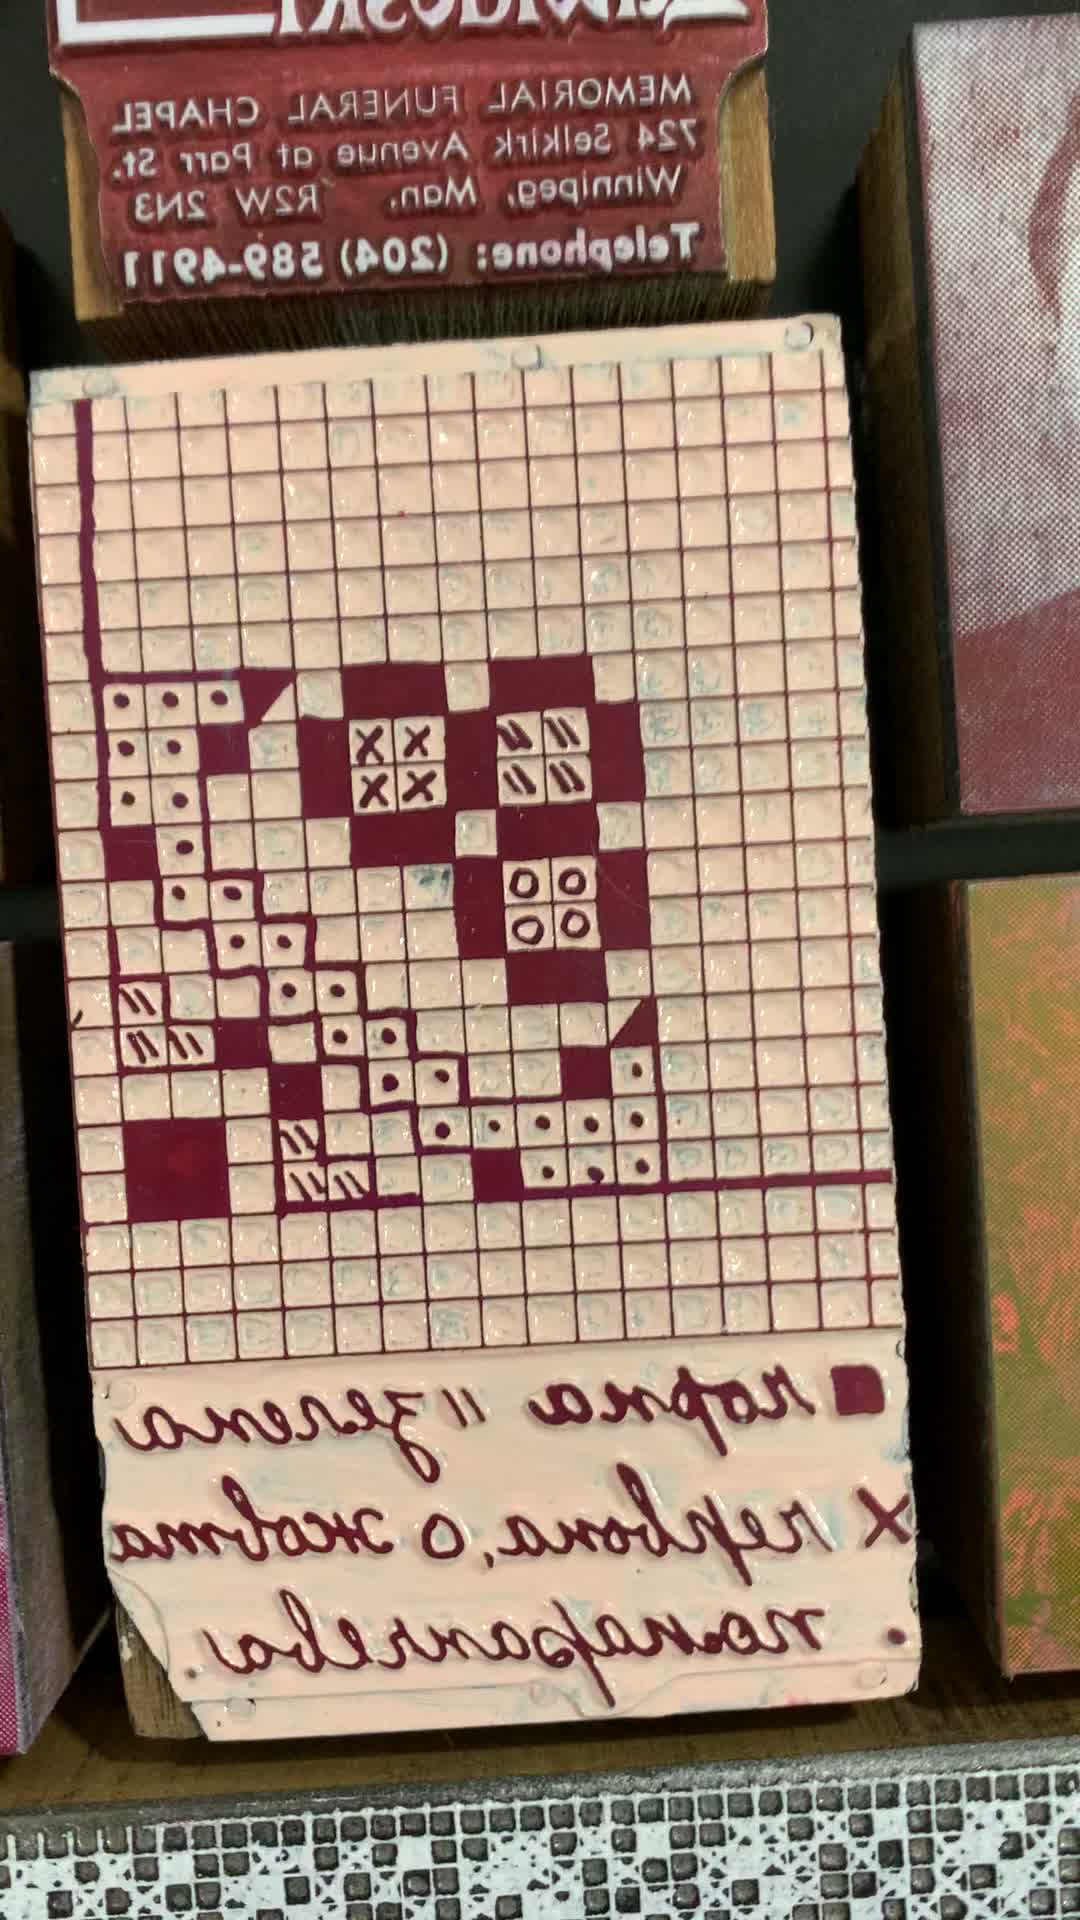 MEMORIAL FUNERAL CHAPEL
724 Selkirk Avenue at Parr St.
Winnipeg, Man. R2W 2N3
Telephone: (204) 589-4911
■ чорна " зелена
x червона, о жовта
. помаранчева.